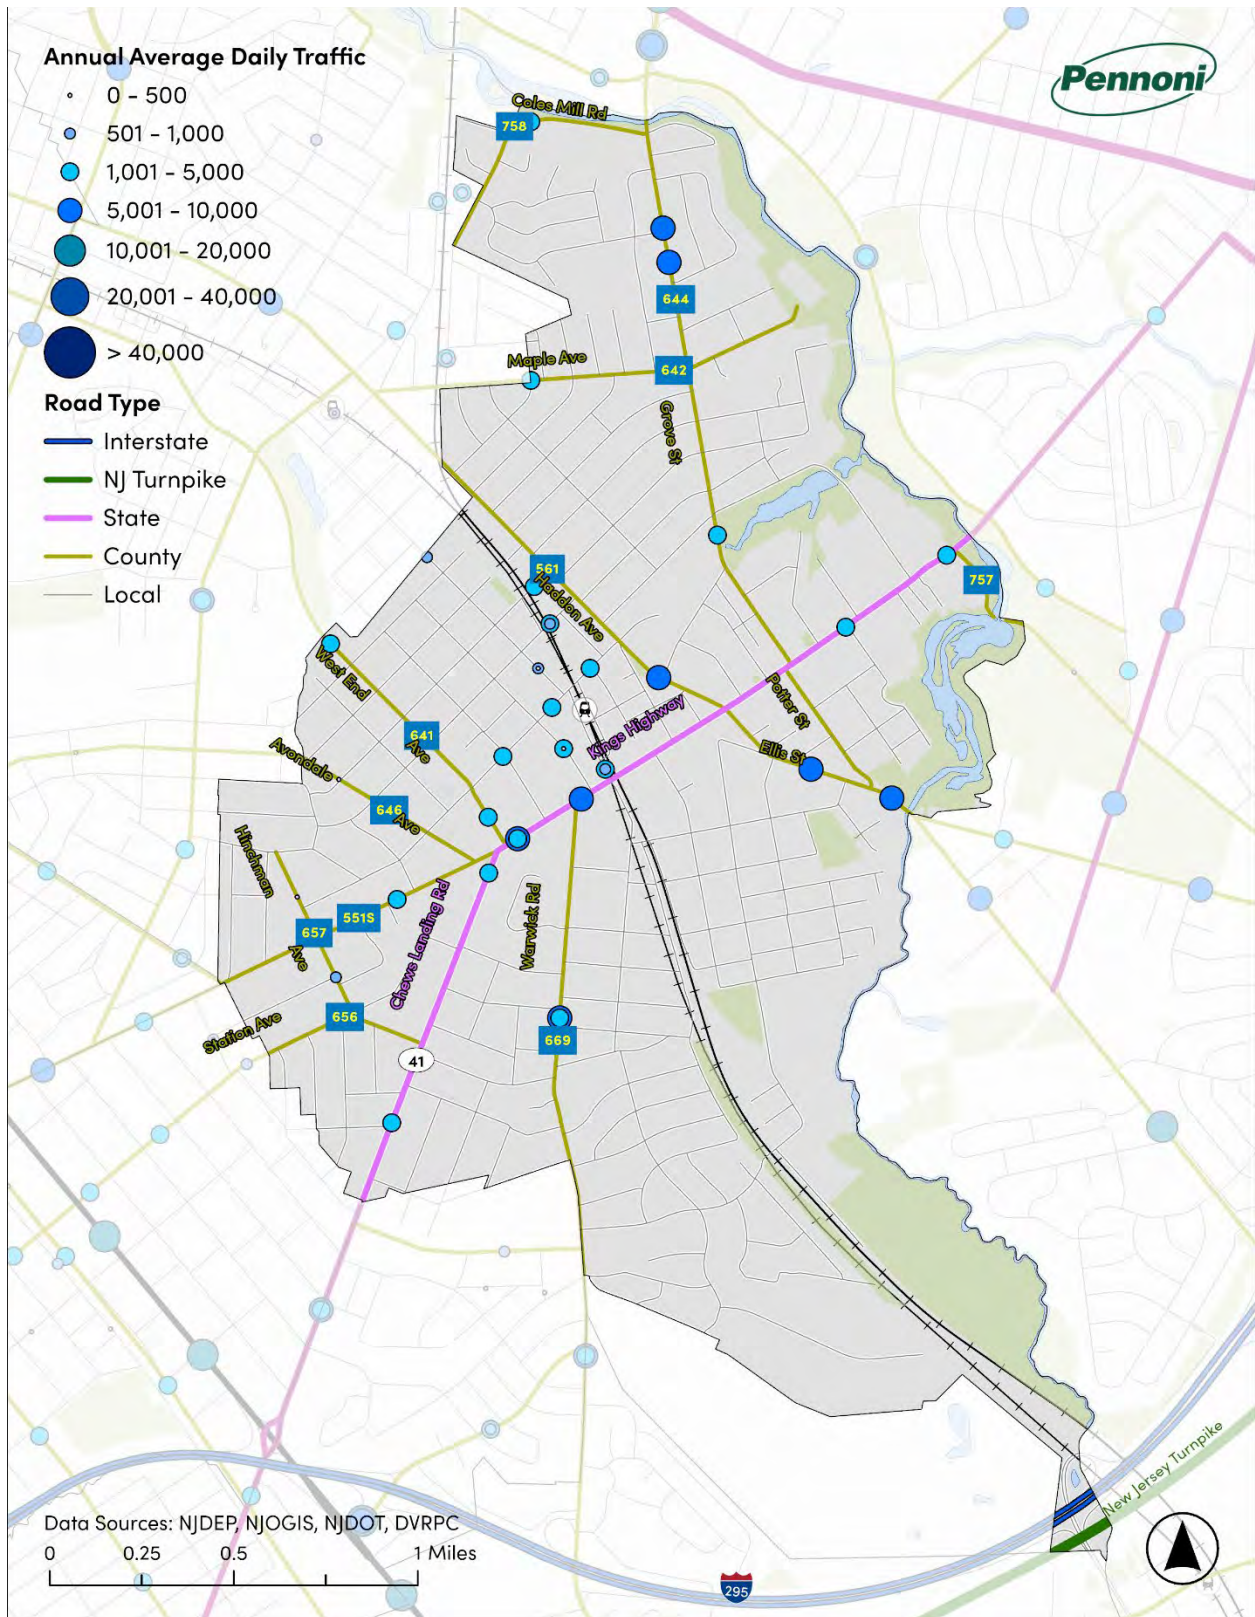 Annual Average Daily Traffic
0 - 500
501 - 1,000
1,001 - 5,000
5,001 - 10,000
10,001 - 20,000
20,001 - 40,000
> 40,000
Road Type
Interstate
NJ Turnpike
State
County
Local
Pennoni
Coles Mill Rd
758
644
Maple Ave
642
Grove St
561
Haddon Ave
757
West End
641
Ave
Kings Highway
Potter St
Ellis St
Avondale
646
Ave
Hinchman
551S
657
Ave
Chews Landing Rd
Warwick Rd
Station Ave
656
669
41
New Jersey Turnpike
Data Sources: NJDEP, NJOGIS, NJDOT, DVRPC
0 0.25 0.5 1 Miles
295